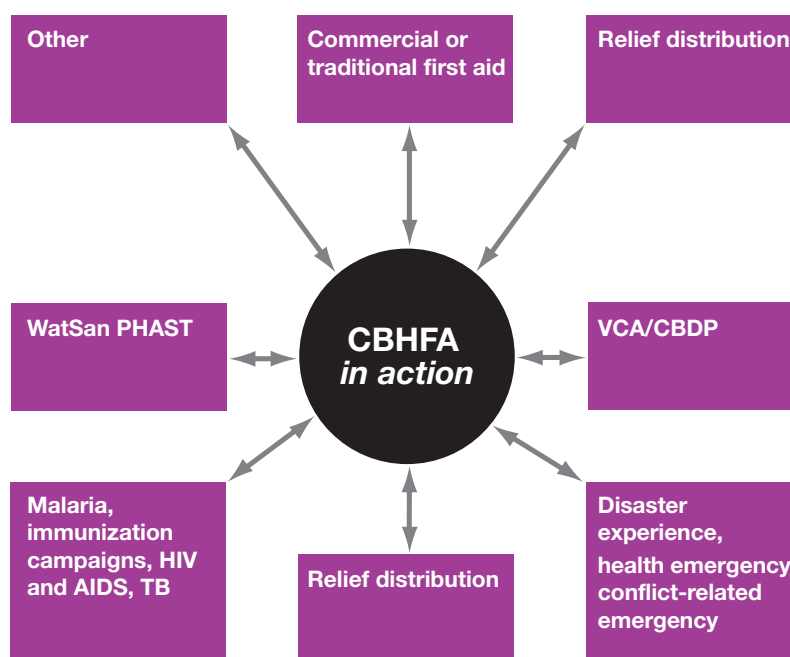 Other
Commercial or
traditional first aid
Relief distribution
WatSan PHAST
CBHFA
in action
VCA/CBDP
Malaria,
immunization
campaigns, HIV
and AIDS, TB
Relief distribution
Disaster
experience,
health emergency
conflict-related
emergency